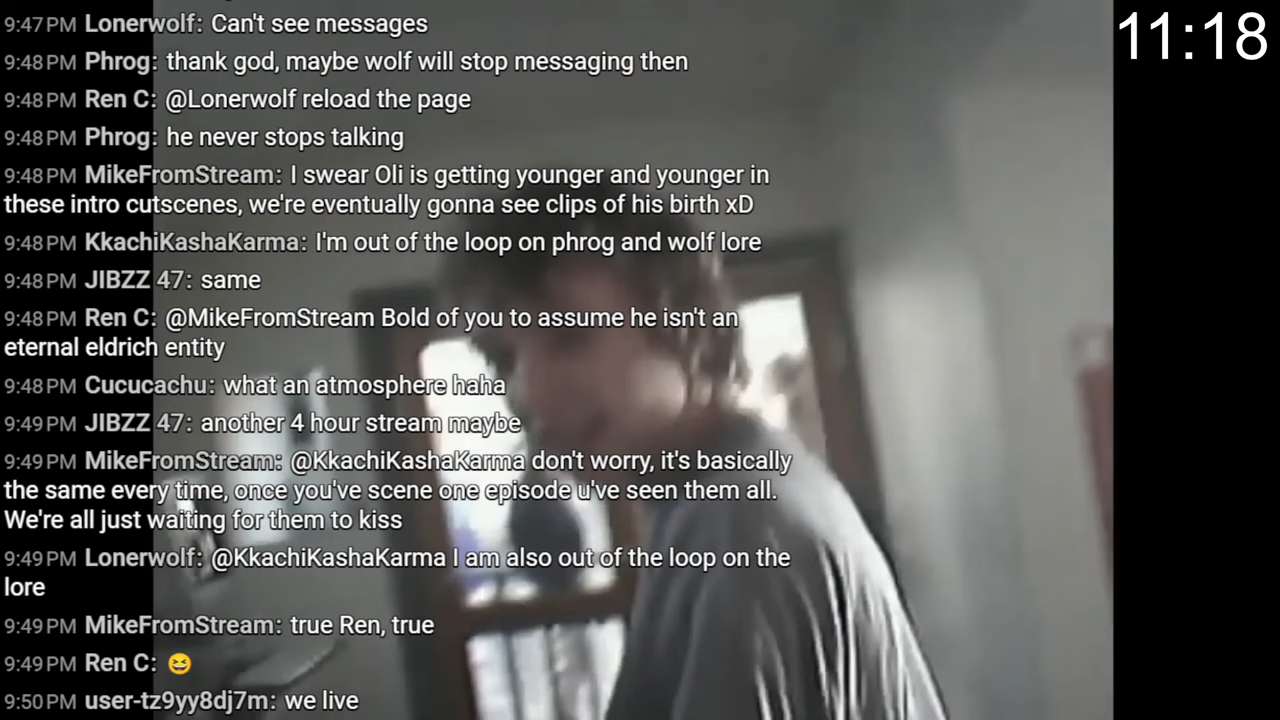 9:47 PM Lonerwolf: Can't see messages
11:18
9:48 PM Phrog: thank god, maybe wolf will stop messaging then
9:48 PM Ren C: @Lonerwolf reload the page
9:48 PM Phrog: he never stops talking
9:48 PM MikeFromStream: I swear Oli is getting younger and younger in
these intro cutscenes, we're eventually gonna see clips of his birth xD
9:48 PM KkachiKashaKarma: I'm out of the loop on phrog and wolf lore
9:48 PM JIBZZ 47: same
9:48 PM Ren C: @MikeFromStream Bold of you to assume he isn't an
eternal eldrich entity
9:48 PM Cucucachu: what an atmosphere haha
9:49 PM JIBZZ 47: another 4 hour stream maybe
9:49 PM MikeFromStream: @KkachiKashaKarma don't worry, it's basically
the same every time, once you've scene one episode u've seen them all.
We're all just waiting for them to kiss
9:49 PM Lonerwolf: @KkachiKashaKarma I am also out of the loop on the
lore
9:49 PM MikeFromStream: true Ren, true
9:49 PM Ren C: 😆
9:50 PM user-tz9yy8dj7m: we live